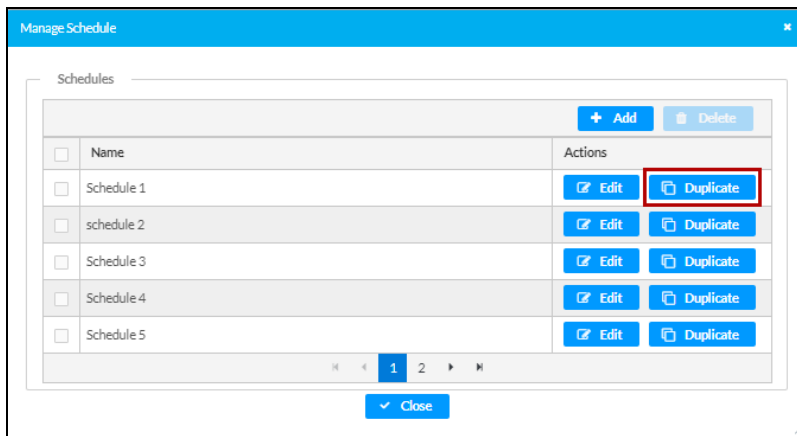 Manage Schedule
Schedules
Add Delete
Name Actions
Schedule 1 Edit Duplicate
schedule 2 Edit Duplicate
Schedule 3 Edit Duplicate
Schedule 4 Edit Duplicate
Schedule 5 Edit Duplicate
1 2
Close